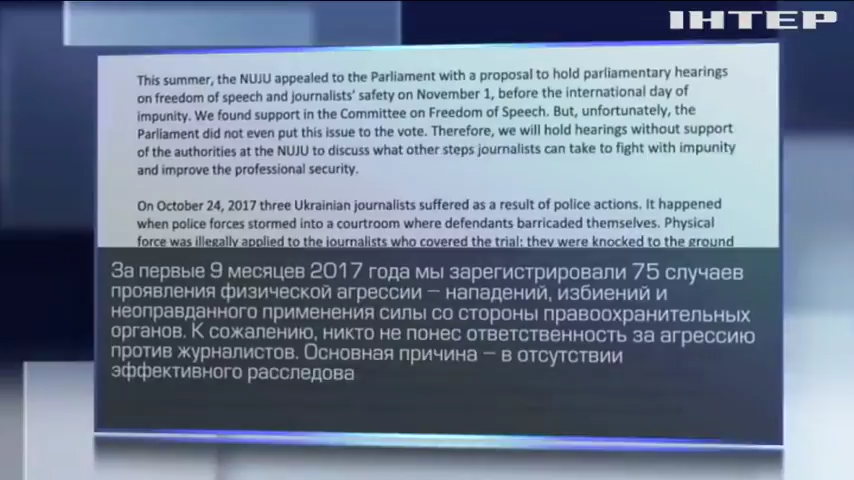 ІНТЕР
This summer, the NUJU appealed to the Parliament with a proposal to hold parliamentary hearings
on freedom of speech and journalists' safety on November 1, before the international day of
impunity. We found support in the Committee on Freedom of Speech. But, unfortunately, the
Parliament did not even put this issue to the vote. Therefore, we will hold hearings without support
of the authorities at the NUJU to discuss what other steps journalists can take to fight with impunity
and improve the professional security.
On October 24, 2017 three Ukrainian journalists suffered as a result of police actions. It happened
when police forces stormed into a courtroom where defendants barricaded themselves. Physical
force was illegally applied to the journalists who covered the trial: they were knocked to the ground
За первые 9 месяцев 2017 года мы зарегистрировали 75 случаев
проявления физической агрессии – нападений, избиений и
неоправданного применения силы со стороны правоохранительных
органов. К сожалению, никто не понес ответственность за агрессию
против журналистов. Основная причина – в отсутствии
эффективного расследова